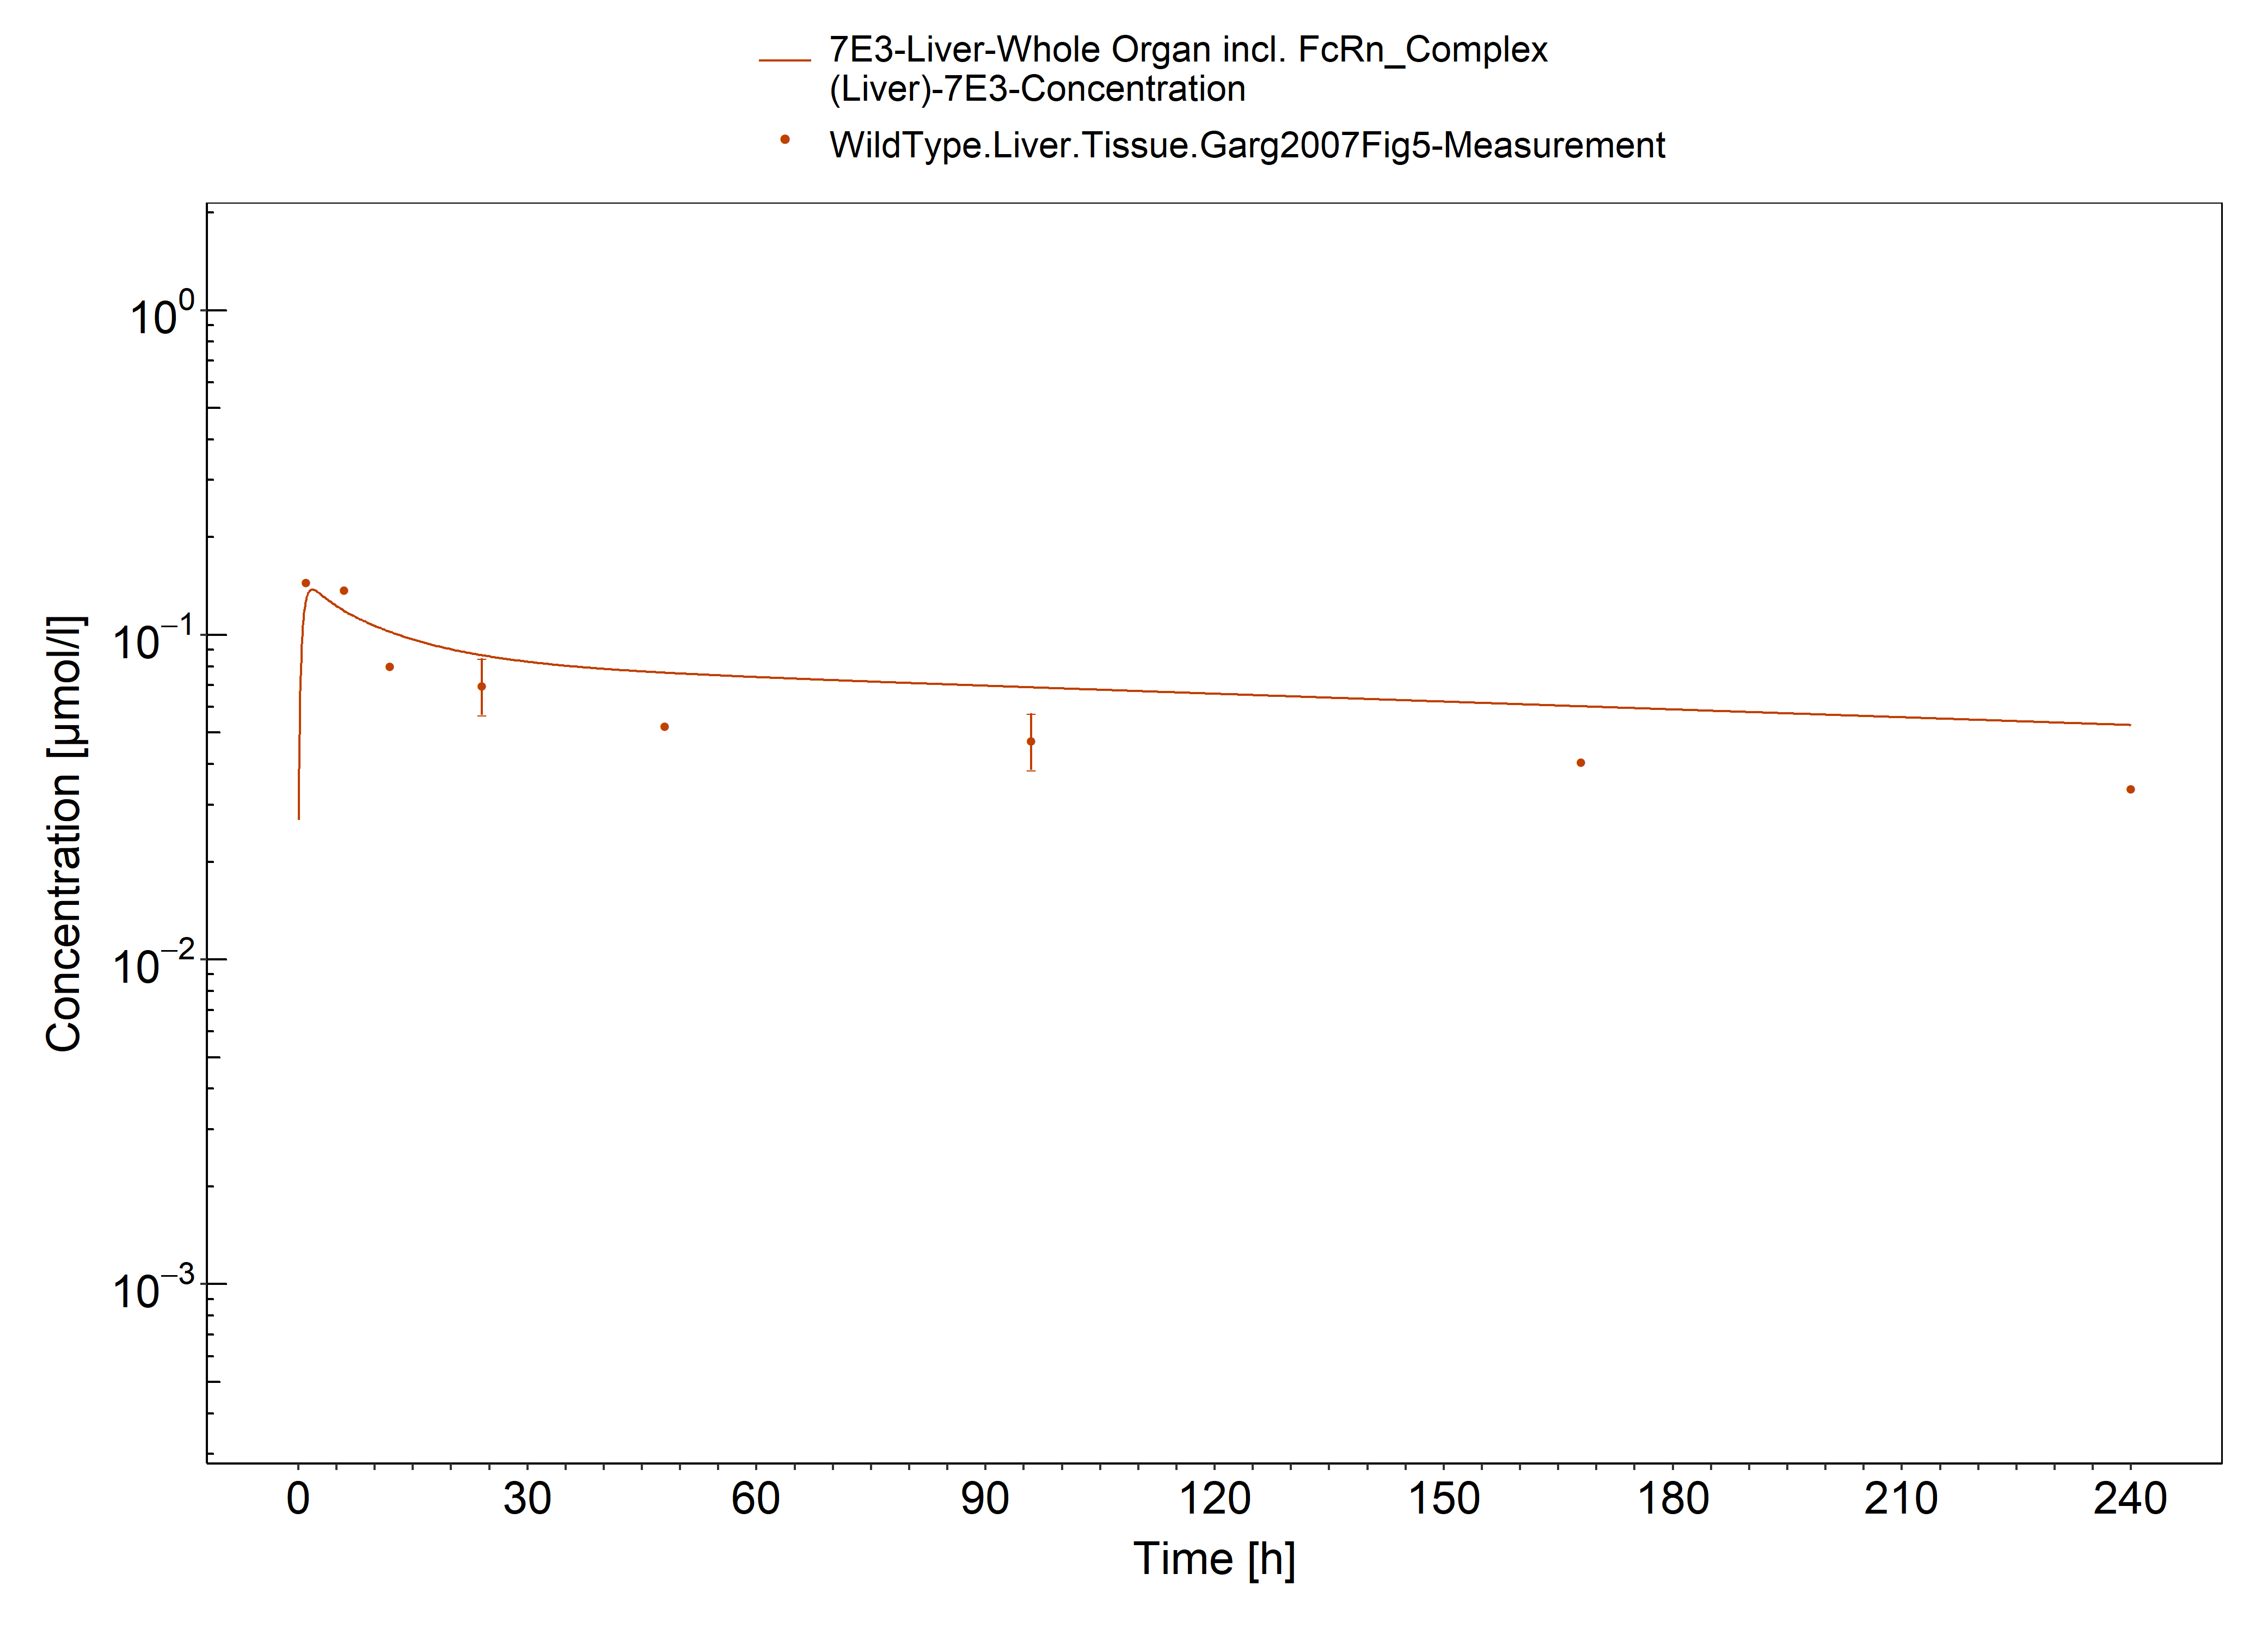 7E3-Liver-Whole Organ incl. FcRn_Complex
(Liver)-7E3-Concentration
WildType.Liver.Tissue.Garg2007Fig5-Measurement
10⁰
10⁻¹
10⁻²
10⁻³
Concentration [µmol/l]
0 30 60 90 120 150 180 210 240
Time [h]